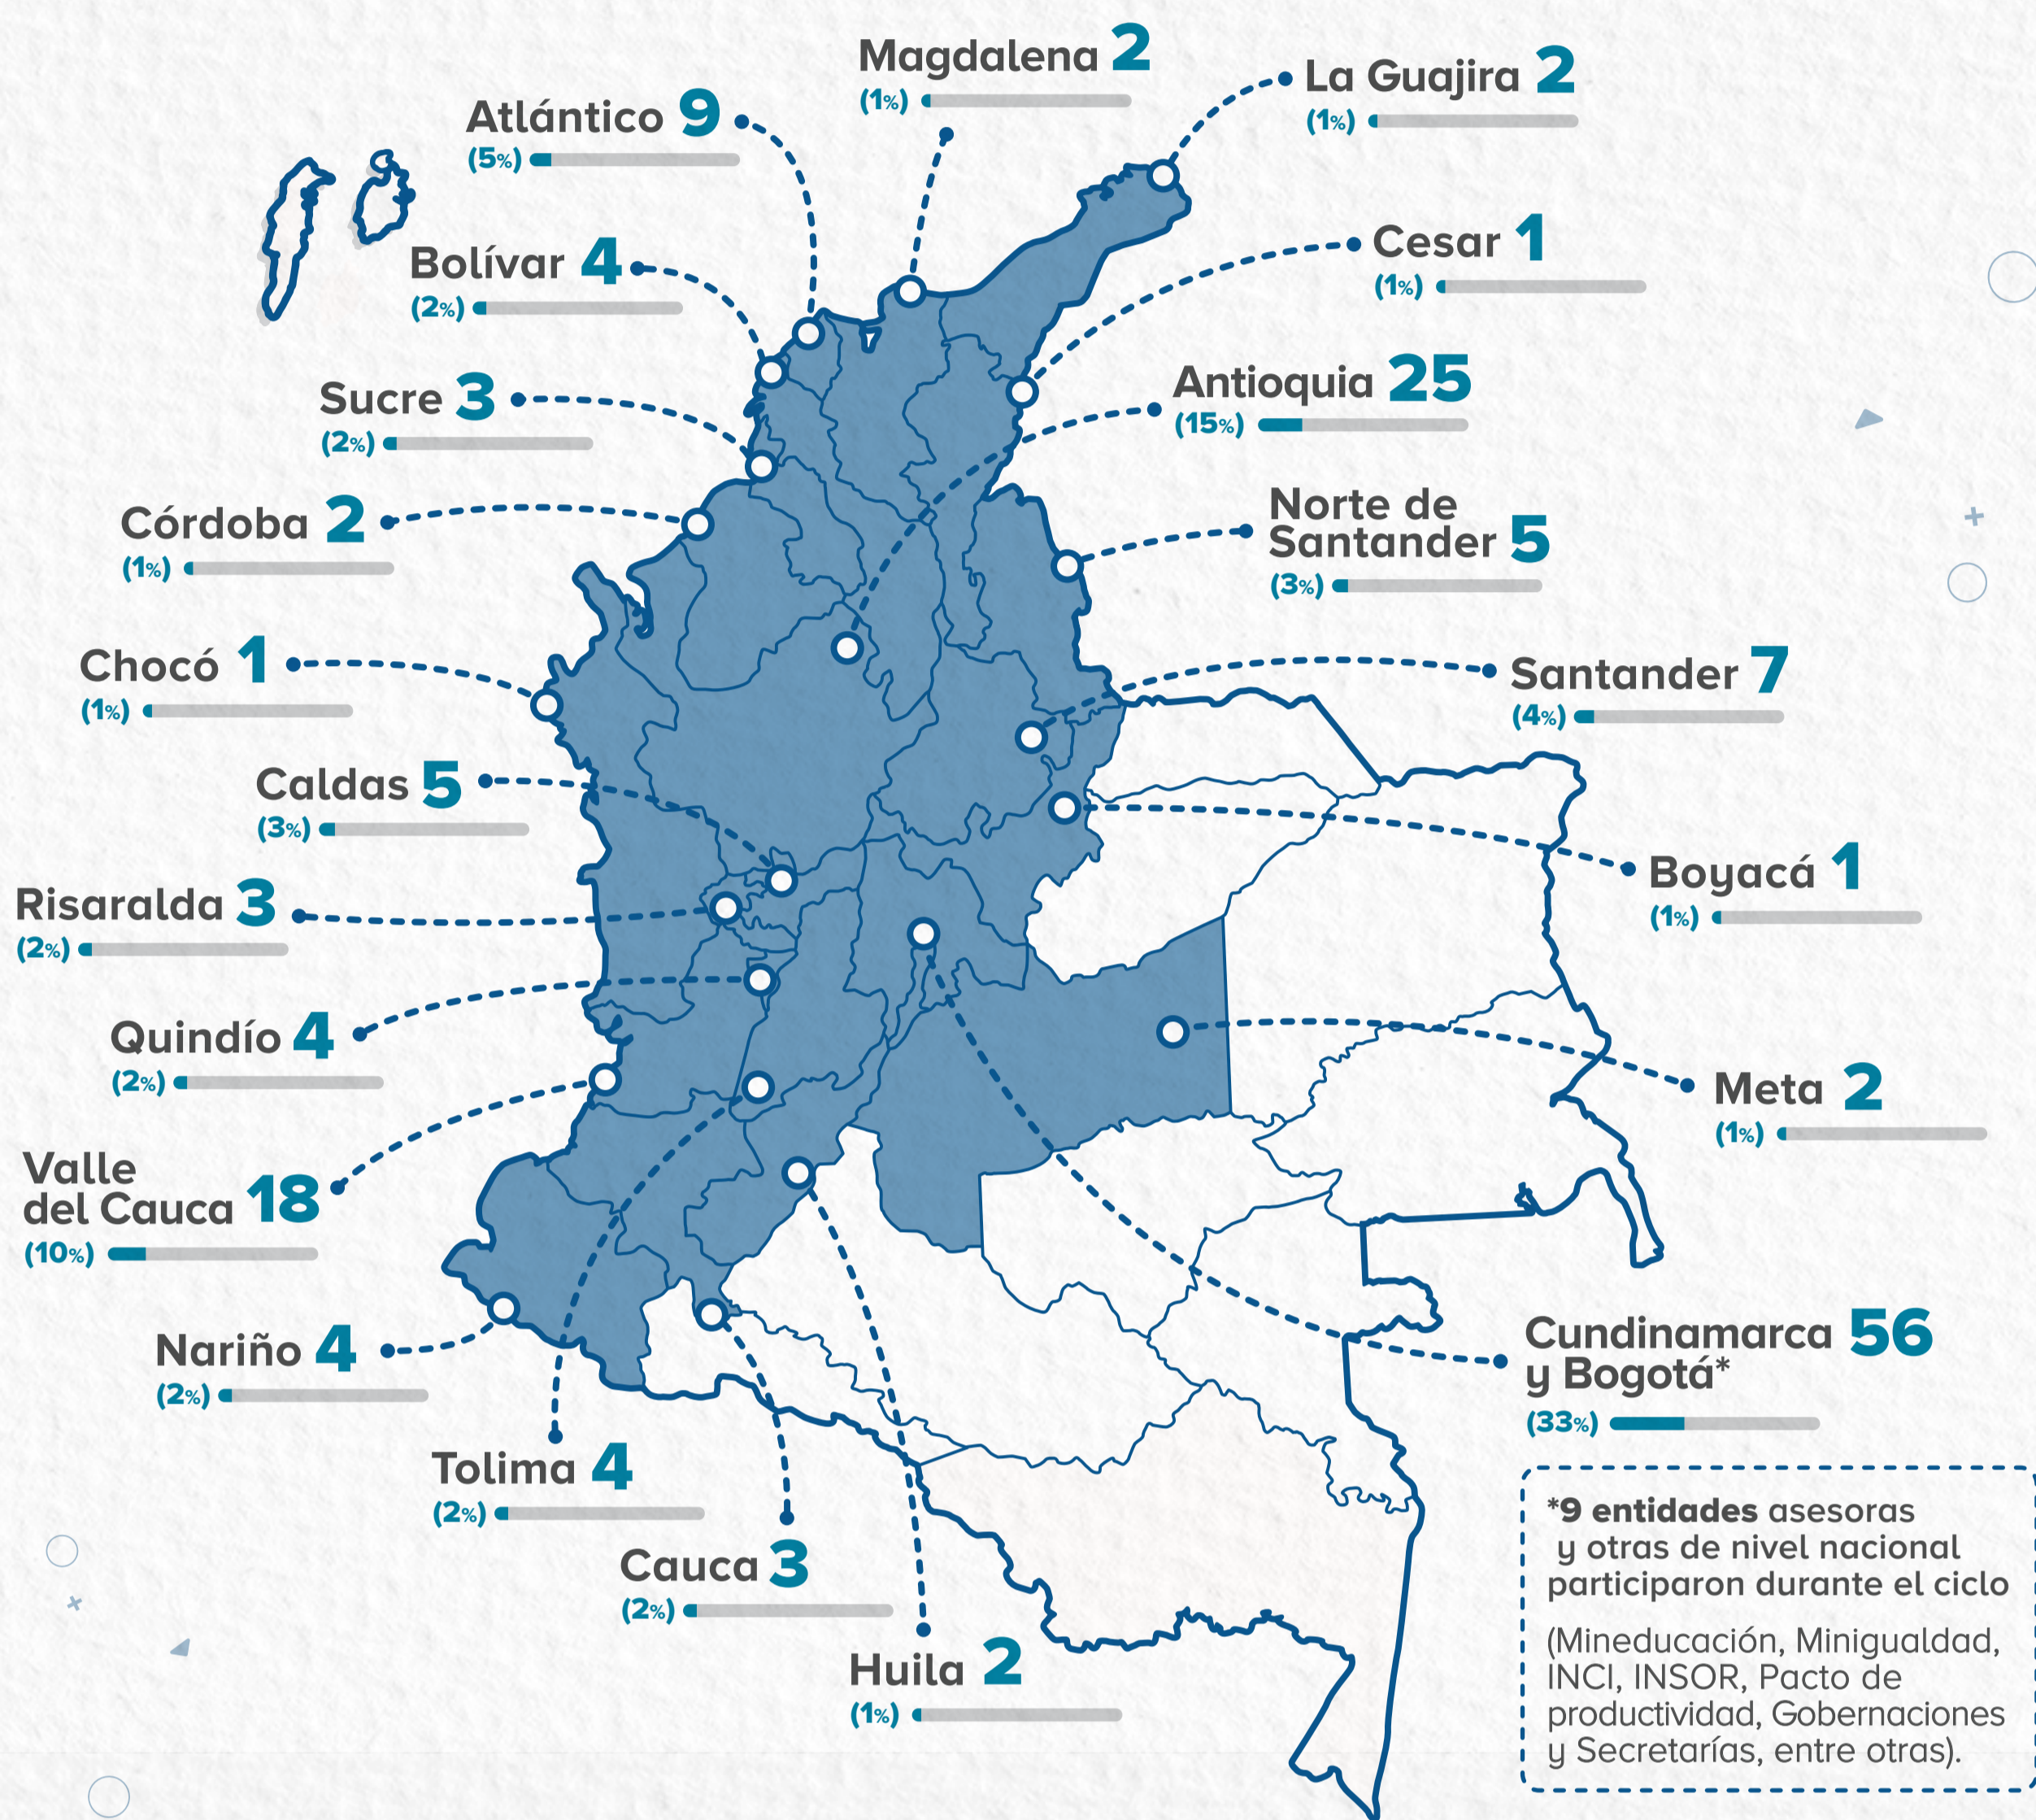 Magdalena 2
(1%)
La Guajira 2
(1%)
Atlántico 9
(5%)
Bolívar 4
(2%)
Cesar 1
(1%)
Sucre 3
(2%)
Antioquia 25
(15%)
Córdoba 2
(1%)
Norte de
Santander 5
(3%)
Chocó 1
(1%)
Santander 7
(4%)
Caldas 5
(3%)
Boyacá 1
(1%)
Risaralda 3
(2%)
Quindío 4
(2%)
Meta 2
(1%)
Valle
del Cauca 18
(10%)
Nariño 4
(2%)
Cundinamarca 56
y Bogotá*
(33%)
Tolima 4
(2%)
Cauca 3
(2%)
Huila 2
(1%)
*9 entidades asesoras
y otras de nivel nacional
participaron durante el ciclo
(Mineducación, Minigualdad,
INCI, INSOR, Pacto de
productividad, Gobernaciones
y Secretarías, entre otras).